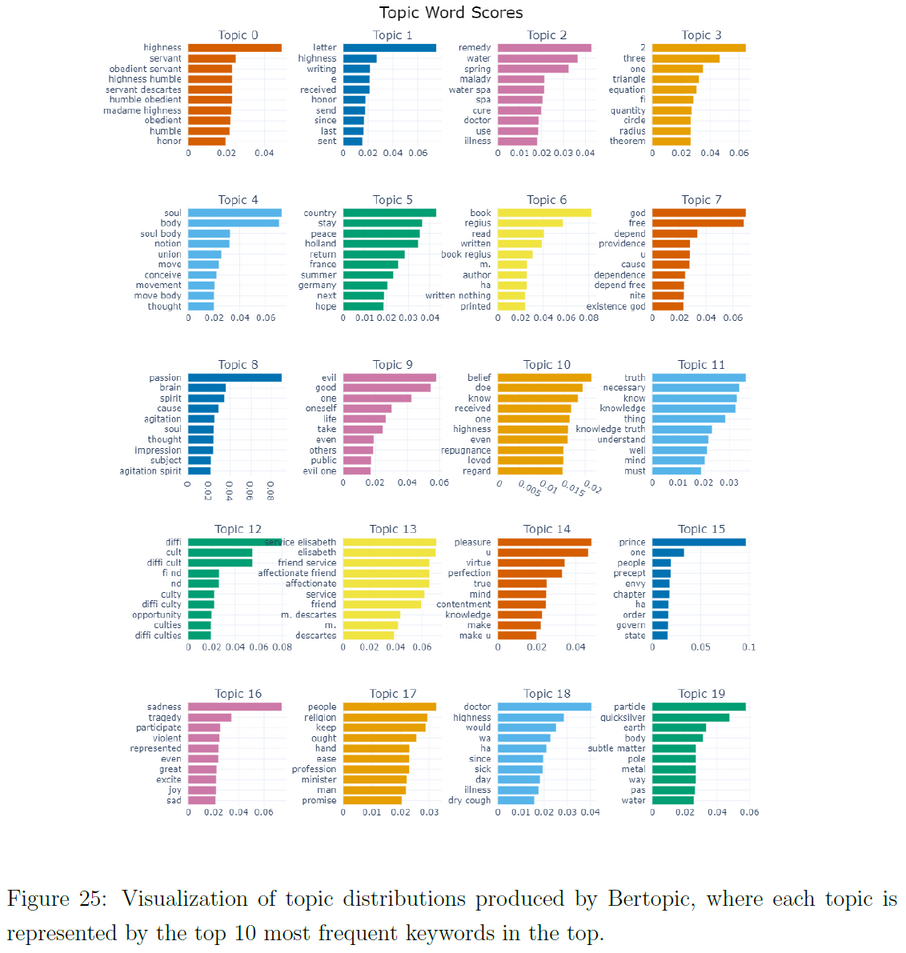 Topic Word Scores
Topic 0
highness
servant
obedient servant
highness humble
servant descartes
humble obedient
madame highness
obedient
humble
honor
0 0.02 0.04
Topic 1
letter
highness
writing
e
received
honor
send
since
last
sent
0 0.02 0.04 0.06
Topic 2
remedy
water
spring
malady
water spa
spa
cure
doctor
use
illness
0 0.01 0.02 0.03 0.04
Topic 3
2
three
one
triangle
equation
fi
quantity
circle
radius
theorem
0 0.02 0.04 0.06
Topic 4
soul
body
soul body
notion
union
move
conceive
movement
move body
thought
0 0.02 0.04 0.06
Topic 5
country
stay
peace
holland
return
france
summer
germany
next
hope
0 0.01 0.02 0.03 0.04
Topic 6
book
regius
read
written
book regius
m.
author
ha
written nothing
printed
0 0.02 0.04 0.06 0.08
Topic 7
god
free
depend
providence
u
cause
dependence
depend free
nite
existence god
0 0.02 0.04 0.06
Topic 8
passion
brain
spirit
cause
agitation
soul
thought
impression
subject
agitation spirit
0 0.02 0.04 0.06 0.08
Topic 9
evil
good
one
oneself
life
take
even
others
public
evil one
0 0.02 0.04 0.06
Topic 10
belief
doe
know
received
one
highness
even
repugnance
loved
regard
0 0.005 0.01 0.015 0.02
Topic 11
truth
necessary
know
knowledge
thing
knowledge truth
understand
well
mind
must
0 0.01 0.02 0.03
Topic 12
diffi
cult
diffi cult
fi nd
nd
culty
diffi culty
opportunity
culties
diffi culties
0 0.02 0.04 0.06 0.08
Topic 13
service elisabeth
elisabeth
friend service
affectionate friend
affectionate
service
friend
m. descartes
m.
descartes
0 0.02 0.04 0.06
Topic 14
pleasure
u
virtue
perfection
true
mind
contentment
knowledge
make
make u
0 0.02 0.04
Topic 15
prince
one
people
precept
envy
chapter
ha
order
govern
state
0 0.05 0.1
Topic 16
sadness
tragedy
participate
violent
represented
even
great
excite
joy
sad
0 0.02 0.04 0.06
Topic 17
people
religion
keep
ought
hand
ease
profession
minister
man
promise
0 0.01 0.02 0.03
Topic 18
doctor
highness
would
wa
ha
since
sick
day
illness
dry cough
0 0.01 0.02 0.03 0.04
Topic 19
particle
quicksilver
earth
body
subtle matter
pole
metal
way
pas
water
0 0.02 0.04 0.06
Figure 25: Visualization of topic distributions produced by Bertopic, where each topic is
represented by the top 10 most frequent keywords in the top.